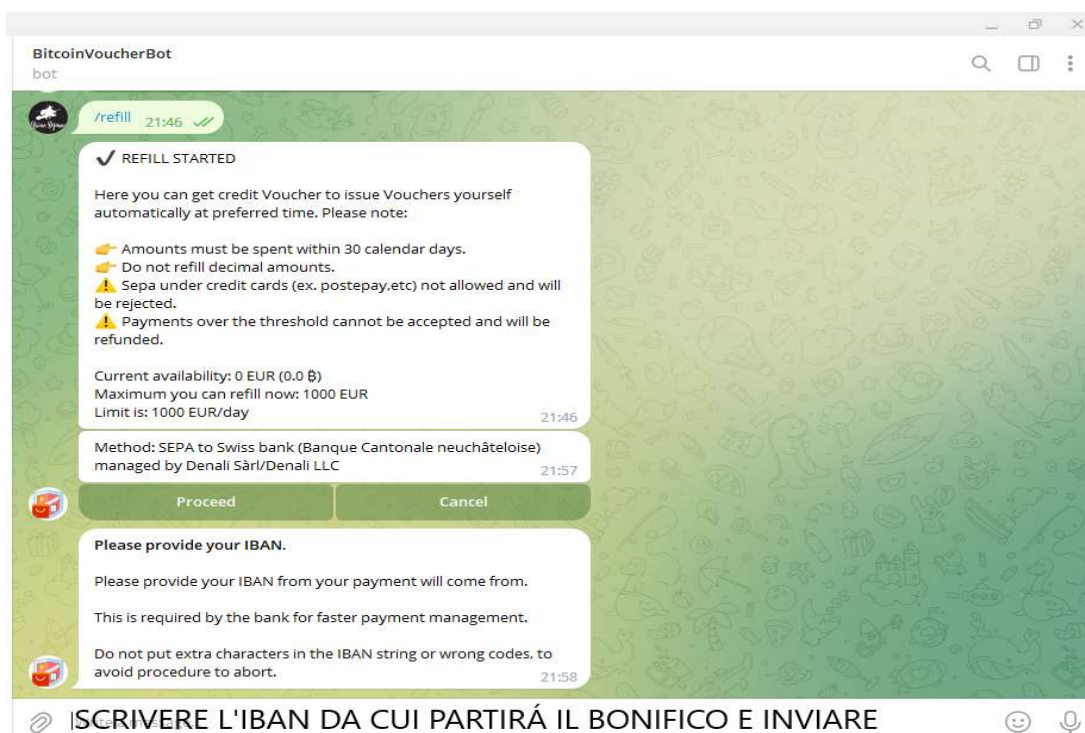 BitcoinVoucherBot
bot
/refill 21:46
REFILL STARTED
Here you can get credit Voucher to issue Vouchers yourself
automatically at preferred time. Please note:
👉 Amounts must be spent within 30 calendar days.
👉 Do not refill decimal amounts.
⚠️ Sepa under credit cards (ex. postepay,etc) not allowed and will
be rejected.
⚠️ Payments over the threshold cannot be accepted and will be
refunded.
Current availability: 0 EUR (0.0 ₿)
Maximum you can refill now: 1000 EUR
Limit is: 1000 EUR/day
21:46
Method: SEPA to Swiss bank (Banque Cantonale neuchâteloise)
managed by Denali Sàrl/Denali LLC
21:57
Proceed Cancel
Please provide your IBAN.
Please provide your IBAN from your payment will come from.
This is required by the bank for faster payment management.
Do not put extra characters in the IBAN string or wrong codes, to
avoid procedure to abort.
21:58
SCRIVERE L'IBAN DA CUI PARTIRÁ IL BONIFICO E INVIARE